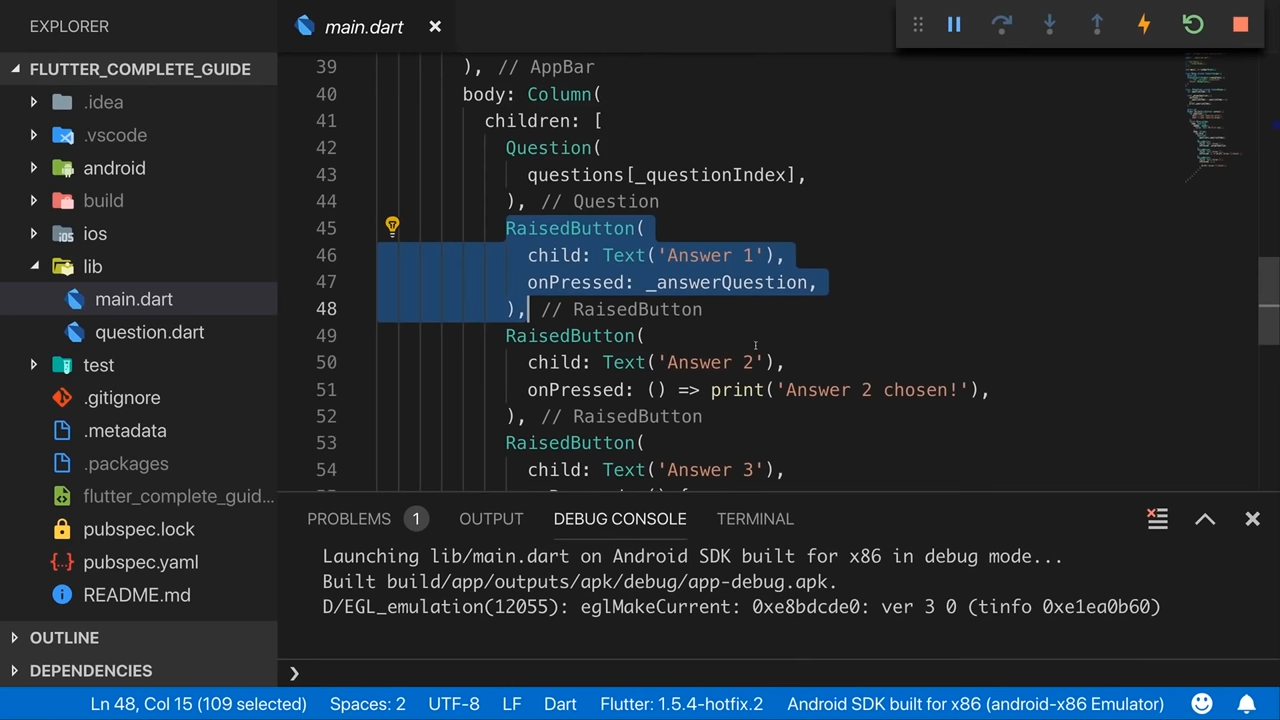 EXPLORER
FLUTTER_COMPLETE_GUIDE
.idea
.vscode
android
build
ios
lib
main.dart
question.dart
test
.gitignore
.metadata
.packages
flutter_complete_guid...
pubspec.lock
pubspec.yaml
README.md
OUTLINE
DEPENDENCIES
main.dart
39 ), // AppBar
40 body: Column(
41 children: [
42 Question(
43 questions[_questionIndex],
44 ), // Question
45 RaisedButton(
46 child: Text('Answer 1'),
47 onPressed: _answerQuestion,
48 ), // RaisedButton
49 RaisedButton(
50 child: Text('Answer 2'),
51 onPressed: () => print('Answer 2 chosen!'),
52 ), // RaisedButton
53 RaisedButton(
54 child: Text('Answer 3'),
PROBLEMS 1 OUTPUT DEBUG CONSOLE TERMINAL
Launching lib/main.dart on Android SDK built for x86 in debug mode...
Built build/app/outputs/apk/debug/app-debug.apk.
D/EGL_emulation(12055): eglMakeCurrent: 0xe8bdcde0: ver 3 0 (tinfo 0xe1ea0b60)
Ln 48, Col 15 (109 selected) Spaces: 2 UTF-8 LF Dart Flutter: 1.5.4-hotfix.2 Android SDK built for x86 (android-x86 Emulator)